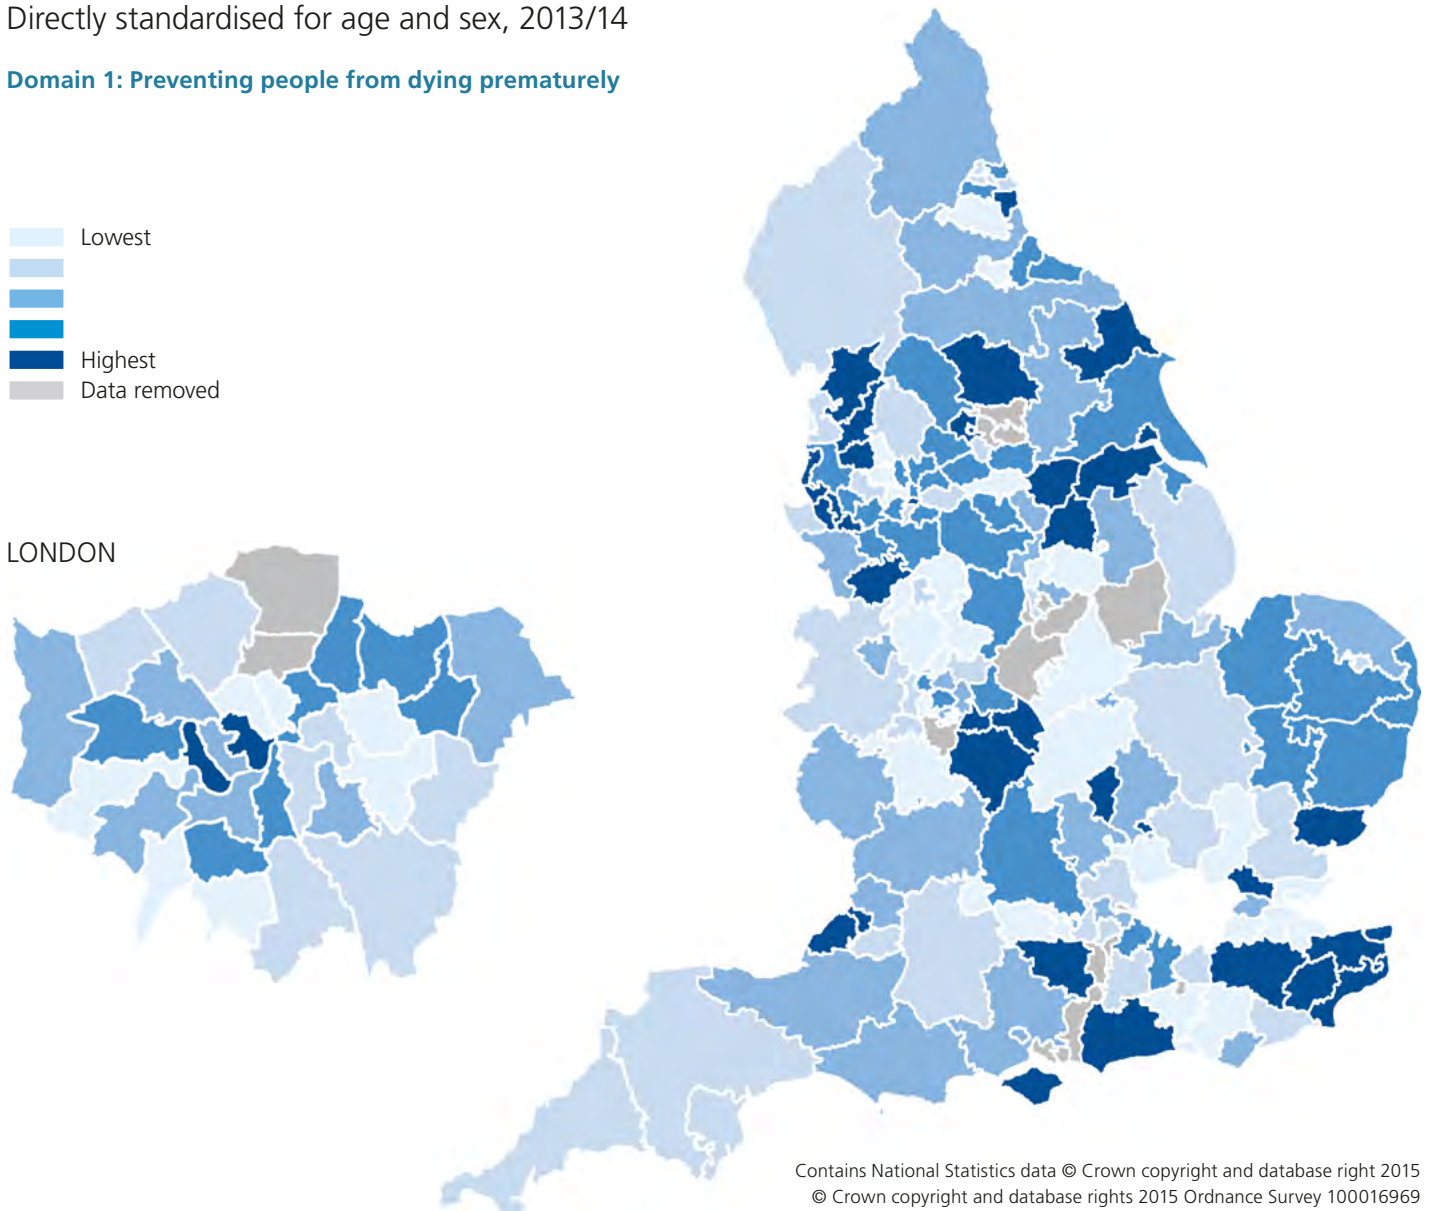 Directly standardised for age and sex, 2013/14
Domain 1: Preventing people from dying prematurely
Lowest
Highest
Data removed
LONDON
Contains National Statistics data © Crown copyright and database right 2015
© Crown copyright and database rights 2015 Ordnance Survey 100016969